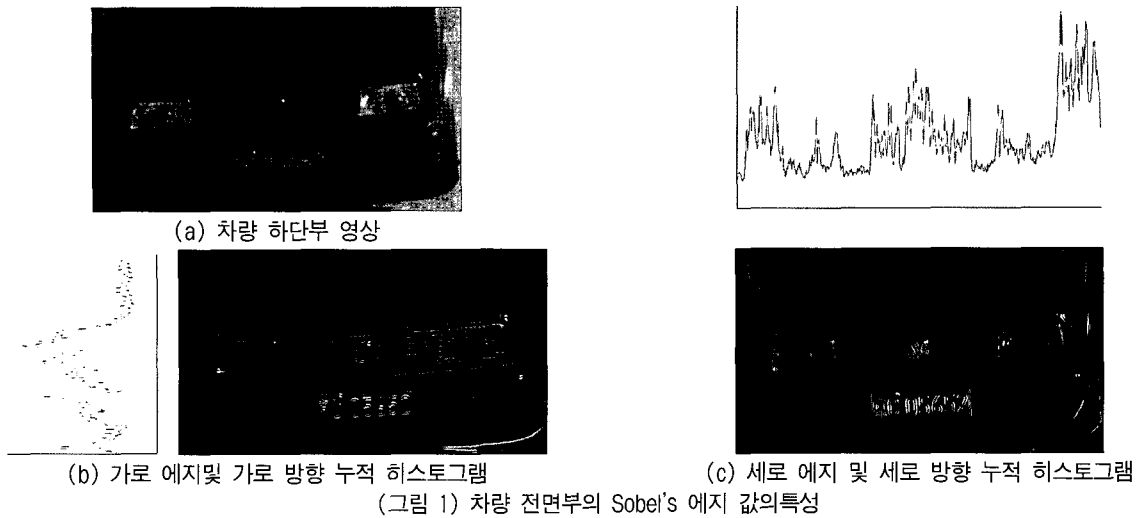 (a) 차량 하단부 영상
(b) 가로 에지및 가로 방향 누적 히스토그램
(c) 세로 에지 및 세로 방향 누적 히스토그램
(그림 1) 차량 전면부의 Sobel's 에지 값의특성